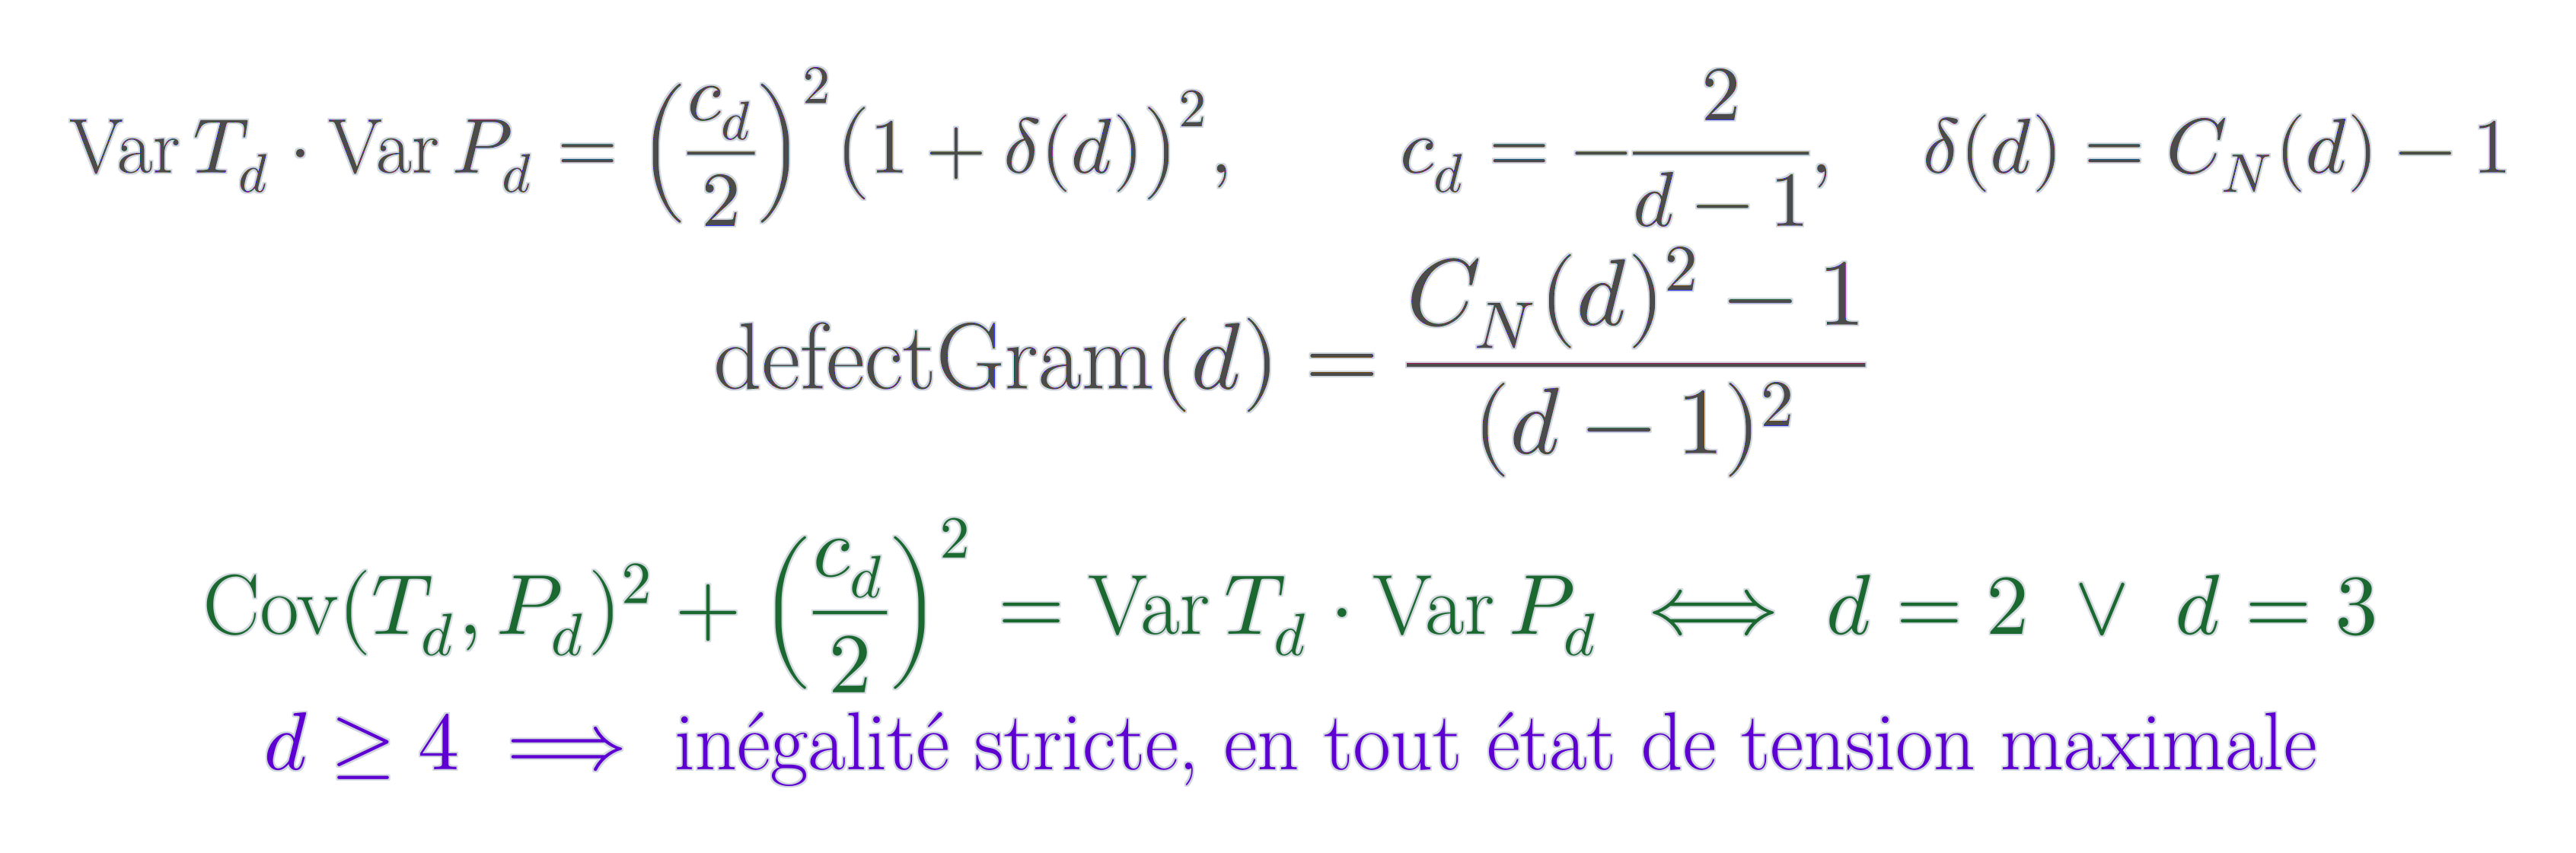 Var T_d · Var P_d = (c_d/2)^2 (1 + δ(d))^2, c_d = −2/(d − 1), δ(d) = C_N(d) − 1
defectGram(d) = (C_N(d)^2 − 1)/(d − 1)^2
Cov(T_d, P_d)^2 + (c_d/2)^2 = Var T_d · Var P_d ⟺ d = 2 ∨ d = 3
d ≥ 4 ⟹ inégalité stricte, en tout état de tension maximale